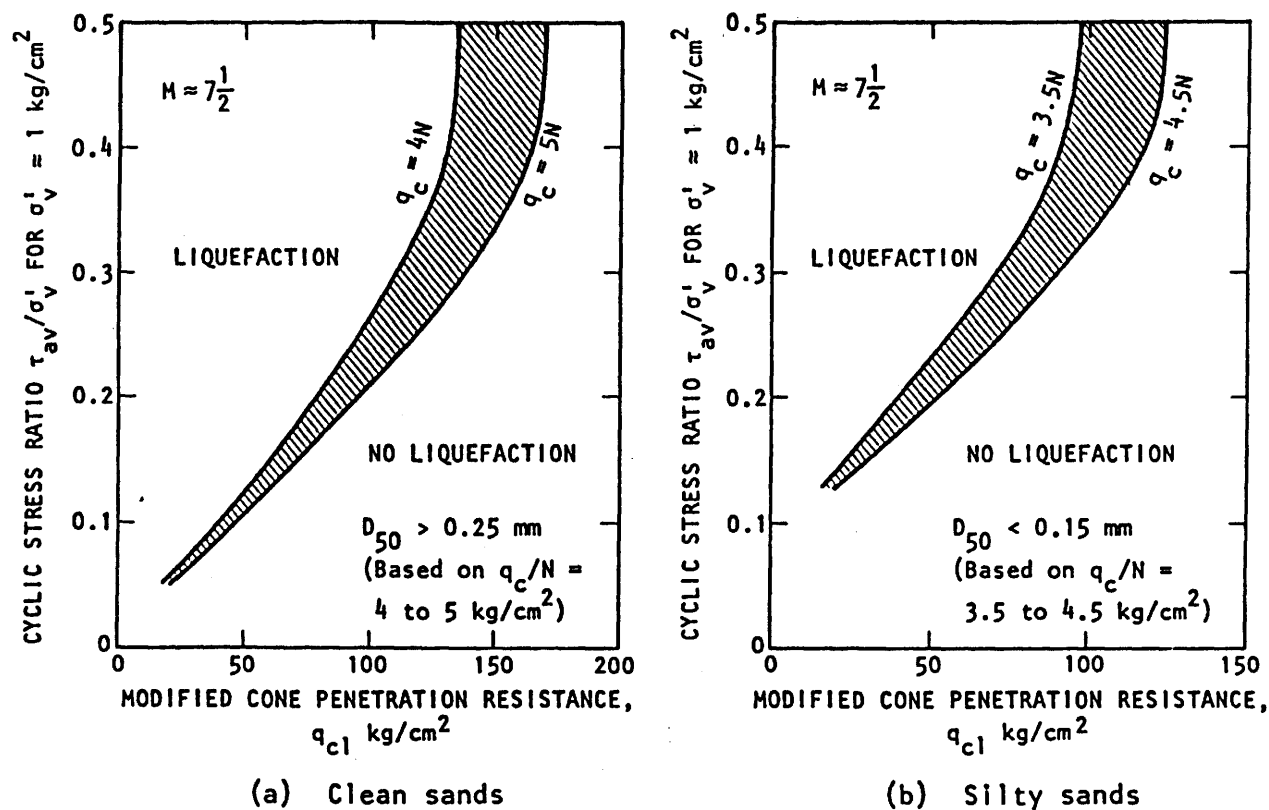 CYCLIC STRESS RATIO τav/σ'v FOR σ'v ≈ 1 kg/cm²
0.5
0.4
0.3
0.2
0.1
0
M ≈ 7 1/2
qc = 4N
qc = 5N
LIQUEFACTION
NO LIQUEFACTION
D50 > 0.25 mm
(Based on qc/N =
4 to 5 kg/cm²)
0 50 100 150 200
MODIFIED CONE PENETRATION RESISTANCE,
qc1 kg/cm²
(a) Clean sands
CYCLIC STRESS RATIO τav/σ'v FOR σ'v ≈ 1 kg/cm²
0.5
0.4
0.3
0.2
0.1
0
M ≈ 7 1/2
qc = 3.5N
qc = 4.5N
LIQUEFACTION
NO LIQUEFACTION
D50 < 0.15 mm
(Based on qc/N =
3.5 to 4.5 kg/cm²)
0 50 100 150
MODIFIED CONE PENETRATION RESISTANCE,
qc1 kg/cm²
(b) Silty sands